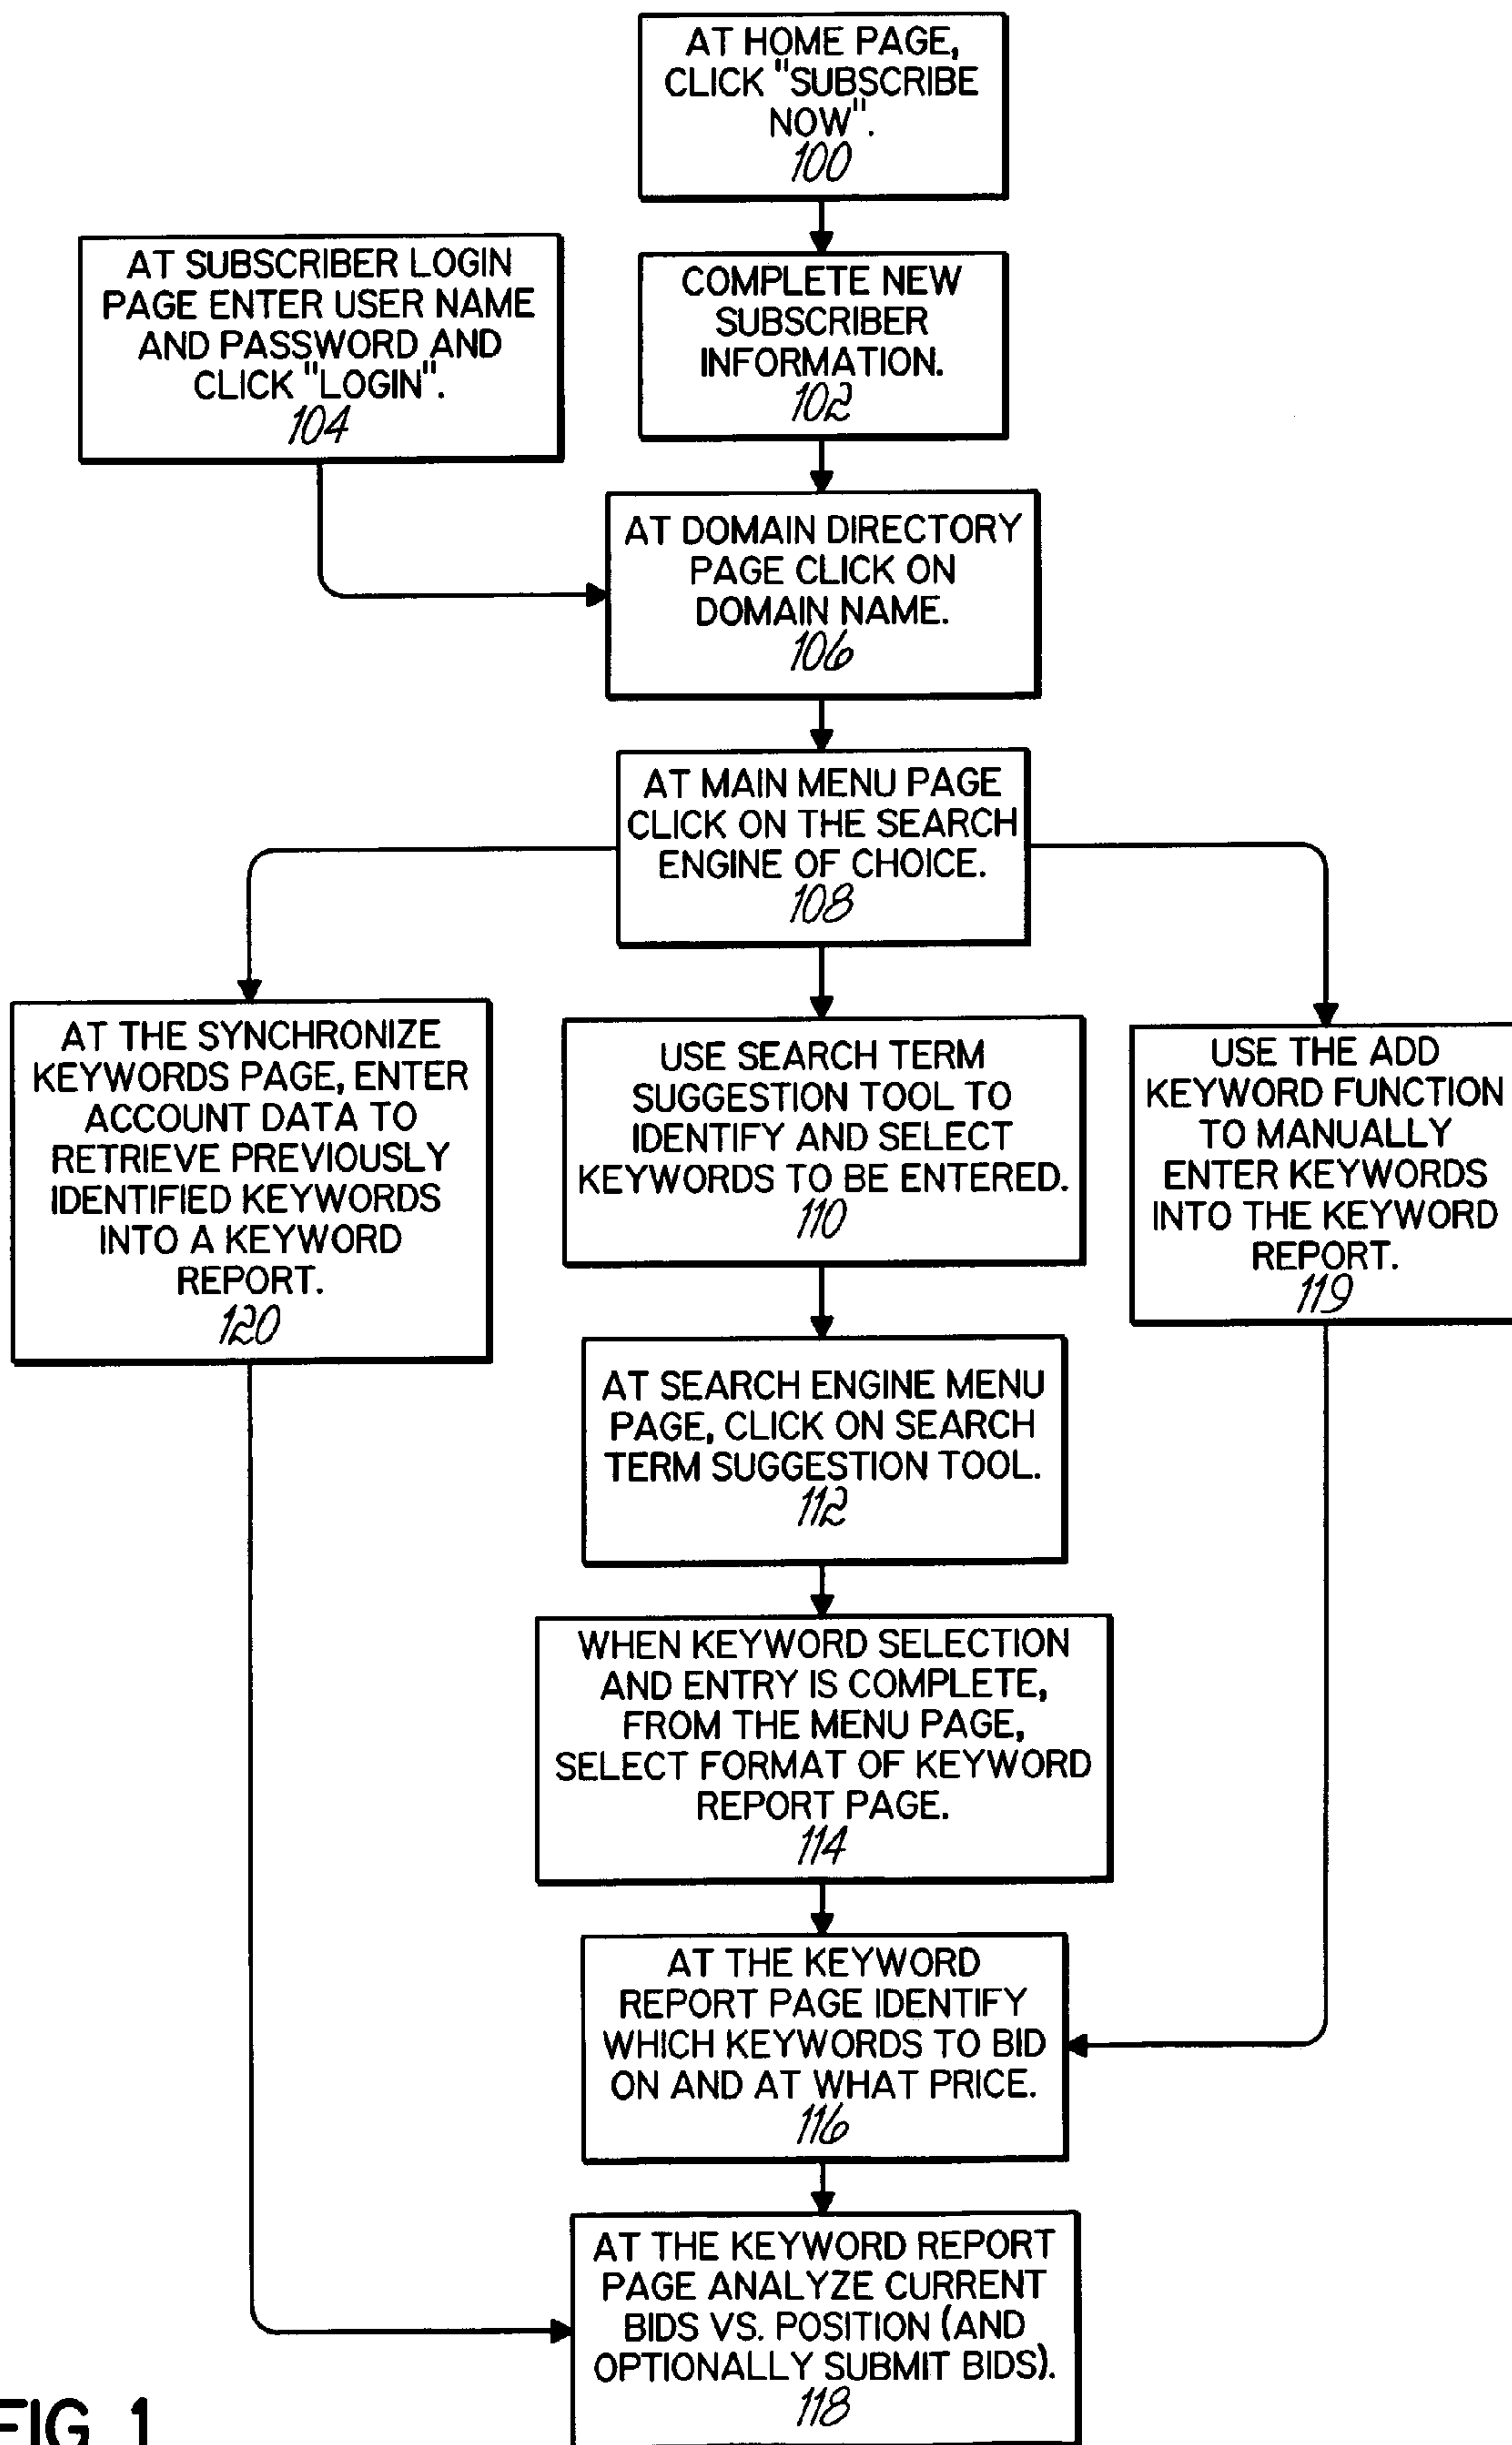 AT HOME PAGE,
CLICK "SUBSCRIBE
NOW".
100
AT SUBSCRIBER LOGIN
PAGE ENTER USER NAME
AND PASSWORD AND
CLICK "LOGIN".
104
COMPLETE NEW
SUBSCRIBER
INFORMATION.
102
AT DOMAIN DIRECTORY
PAGE CLICK ON
DOMAIN NAME.
106
AT MAIN MENU PAGE
CLICK ON THE SEARCH
ENGINE OF CHOICE.
108
AT THE SYNCHRONIZE
KEYWORDS PAGE, ENTER
ACCOUNT DATA TO
RETRIEVE PREVIOUSLY
IDENTIFIED KEYWORDS
INTO A KEYWORD
REPORT.
120
USE SEARCH TERM
SUGGESTION TOOL TO
IDENTIFY AND SELECT
KEYWORDS TO BE ENTERED.
110
USE THE ADD
KEYWORD FUNCTION
TO MANUALLY
ENTER KEYWORDS
INTO THE KEYWORD
REPORT.
119
AT SEARCH ENGINE MENU
PAGE, CLICK ON SEARCH
TERM SUGGESTION TOOL.
112
WHEN KEYWORD SELECTION
AND ENTRY IS COMPLETE,
FROM THE MENU PAGE,
SELECT FORMAT OF KEYWORD
REPORT PAGE.
114
AT THE KEYWORD
REPORT PAGE IDENTIFY
WHICH KEYWORDS TO BID
ON AND AT WHAT PRICE.
116
AT THE KEYWORD REPORT
PAGE ANALYZE CURRENT
BIDS VS. POSITION (AND
OPTIONALLY SUBMIT BIDS).
118
FIG. 1